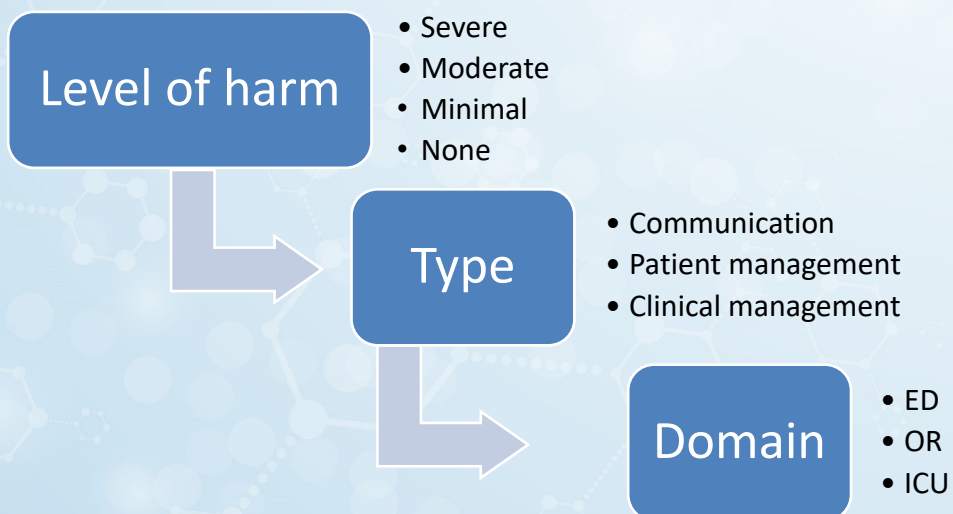 Level of harm
• Severe
• Moderate
• Minimal
• None
Type
• Communication
• Patient management
• Clinical management
Domain
• ED
• OR
• ICU